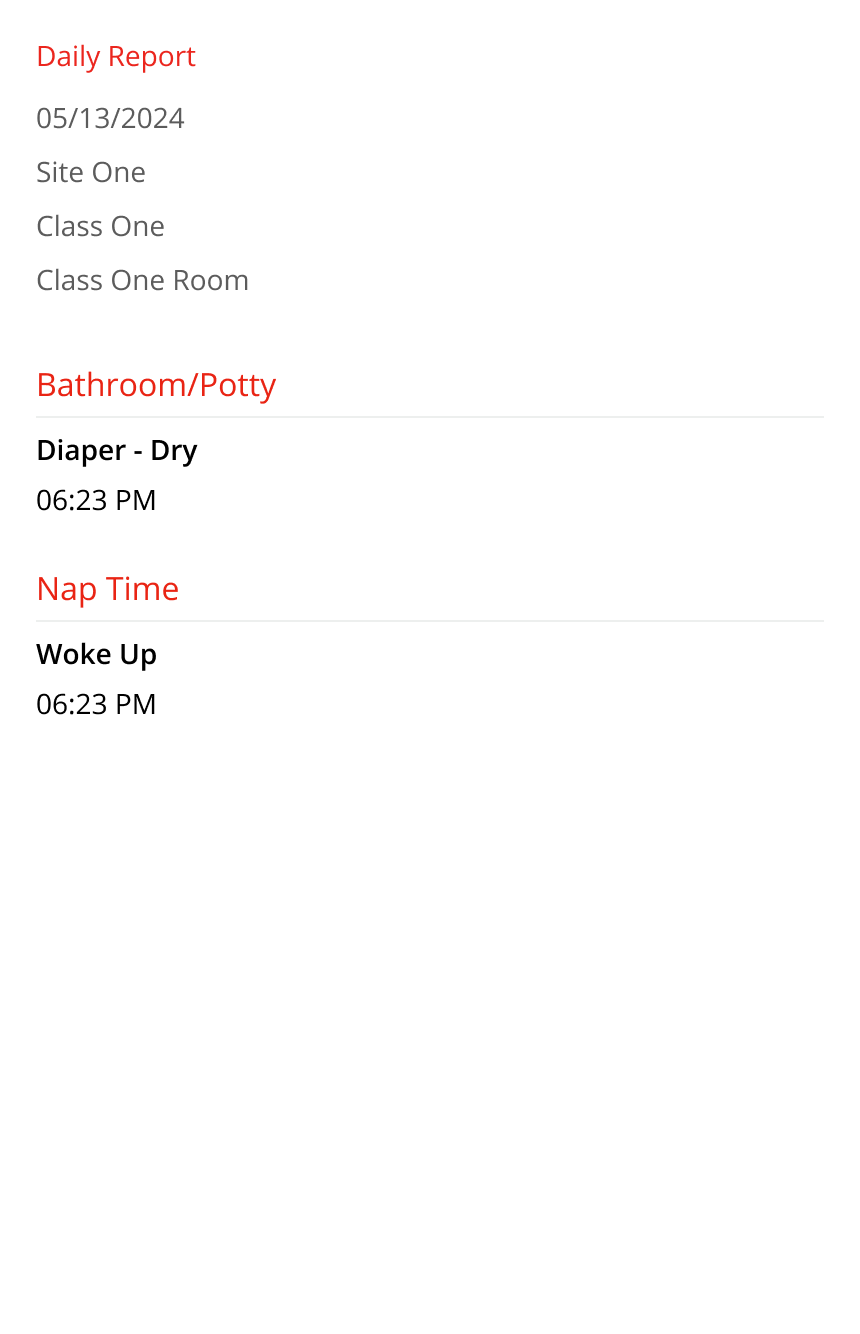 Daily Report
05/13/2024
Site One
Class One
Class One Room
Bathroom/Potty
Diaper - Dry
06:23 PM
Nap Time
Woke Up
06:23 PM